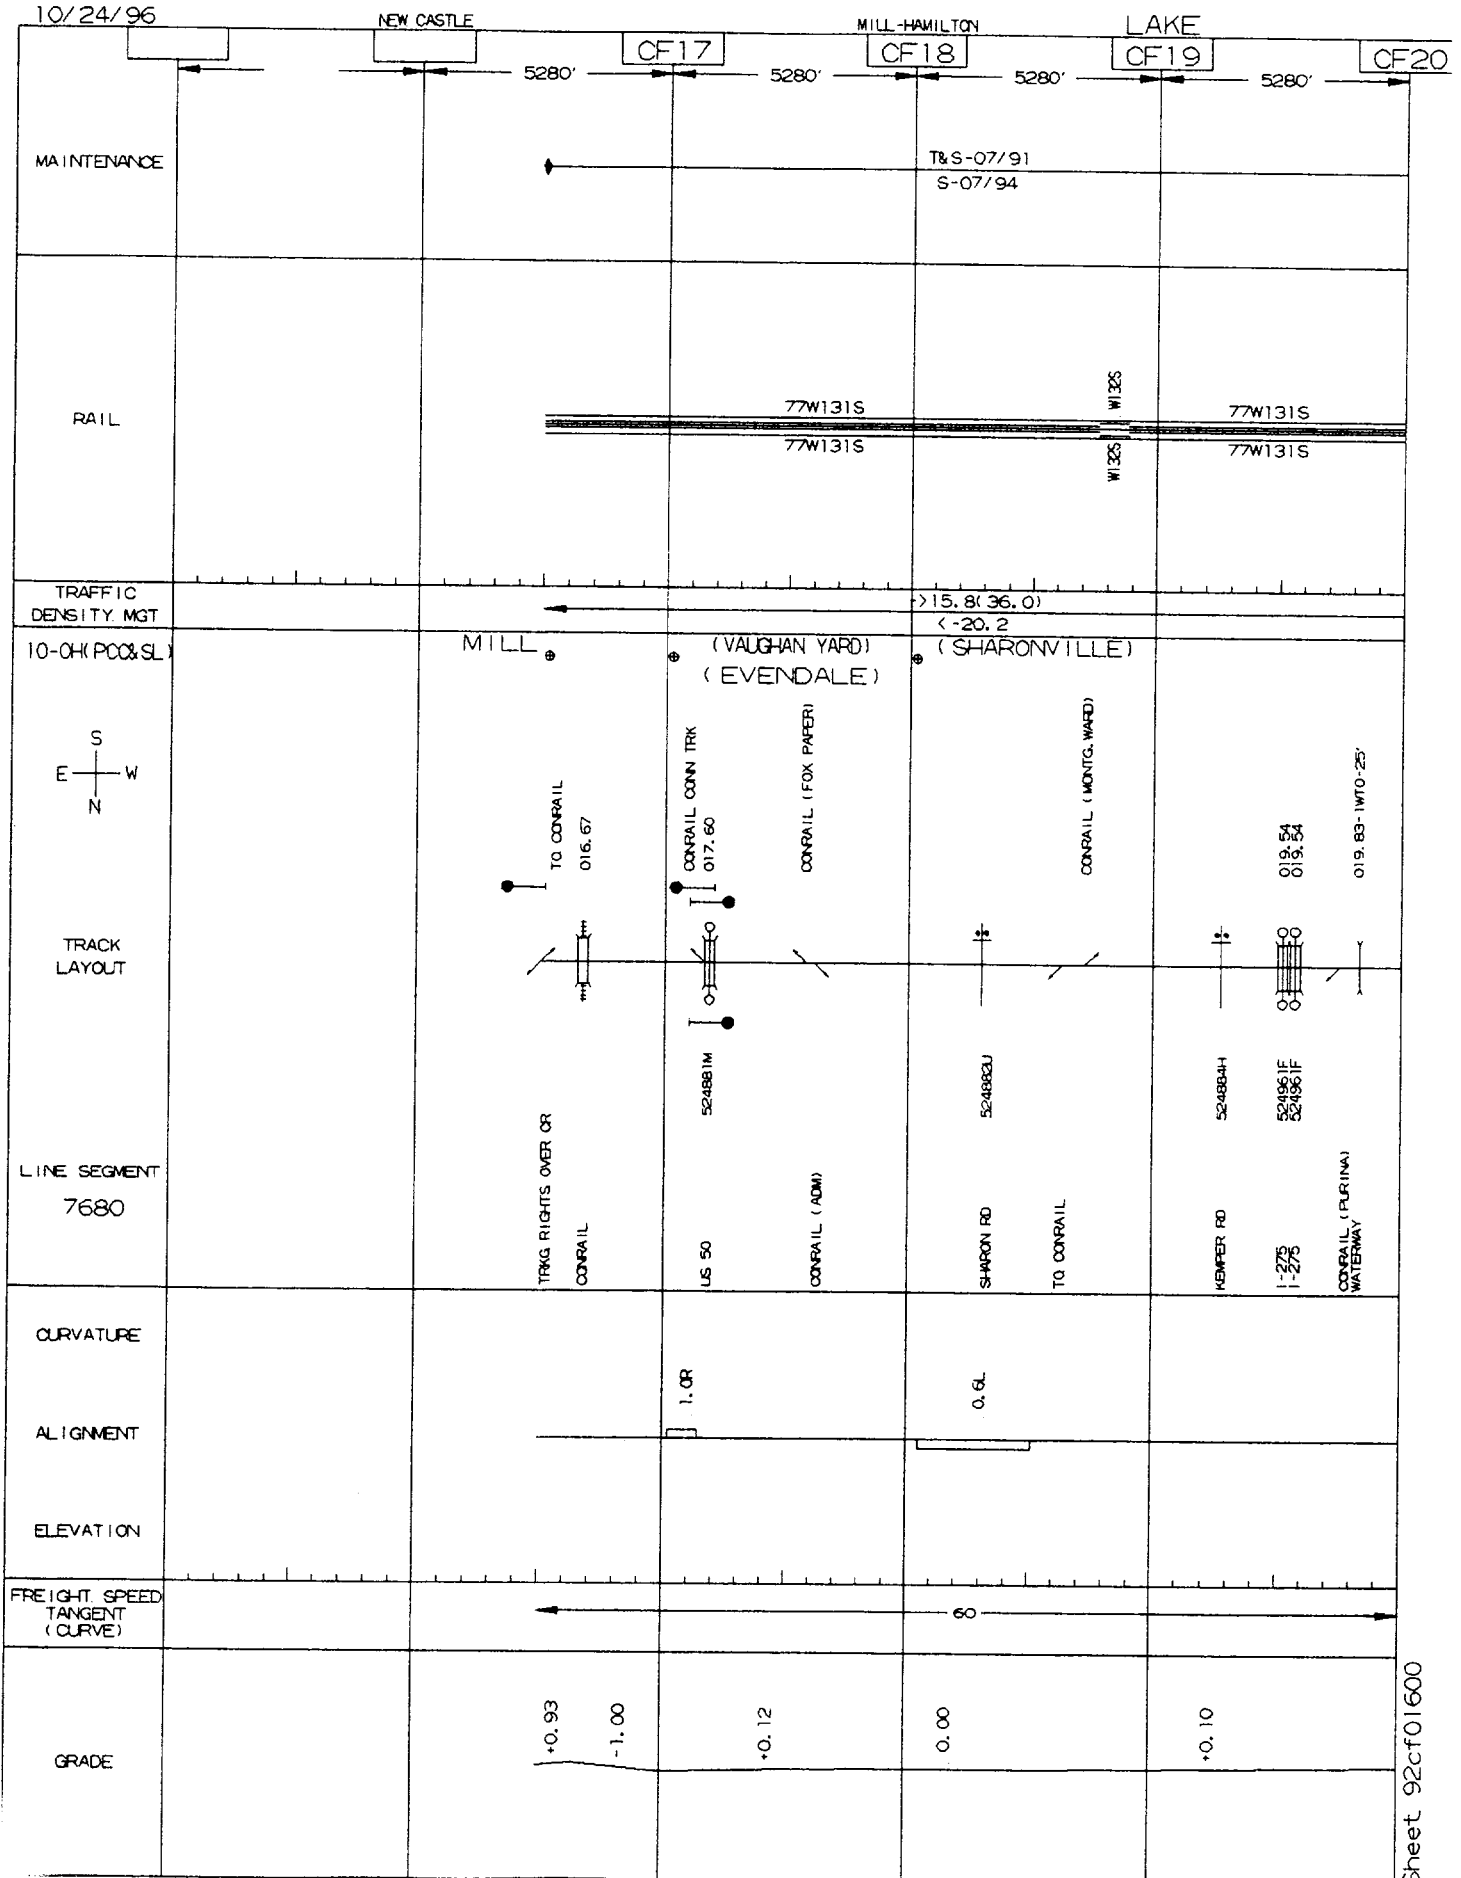 10/24/96
NEW CASTLE
MILL-HAMILTON
LAKE
CF17
CF18
CF19
CF20
5280'
5280'
5280'
5280'
MAINTENANCE
T&S-07/91
S-07/94
RAIL
77W131S
W132S
77W131S
77W131S
W132S
77W131S
TRAFFIC
DENSITY. MGT
->15.8(36.0)
<-20.2
10-OH(PCC&SL)
MILL
(VAUGHAN YARD)
(EVENDALE)
(SHARONVILLE)
S
E W
N
TO CONRAIL
016.67
CONRAIL CONN TRK
017.60
CONRAIL (FOX PAPER)
CONRAIL (MONTG. WARD)
019.54
019.54
019.83-1WTO-25'
TRACK
LAYOUT
524881M
524882U
524884H
524961F
524961F
LINE SEGMENT
7680
TRKG RIGHTS OVER CR
CONRAIL
US 50
CONRAIL (ADM)
SHARON RD
TO CONRAIL
KEMPER RD
I-275
I-275
CONRAIL (PURINA)
WATERWAY
CURVATURE
1.0R
0.6L
ALIGNMENT
ELEVATION
FREIGHT. SPEED
TANGENT
(CURVE)
60
GRADE
+0.93
-1.00
+0.12
0.00
+0.10
Sheet 92cf01600